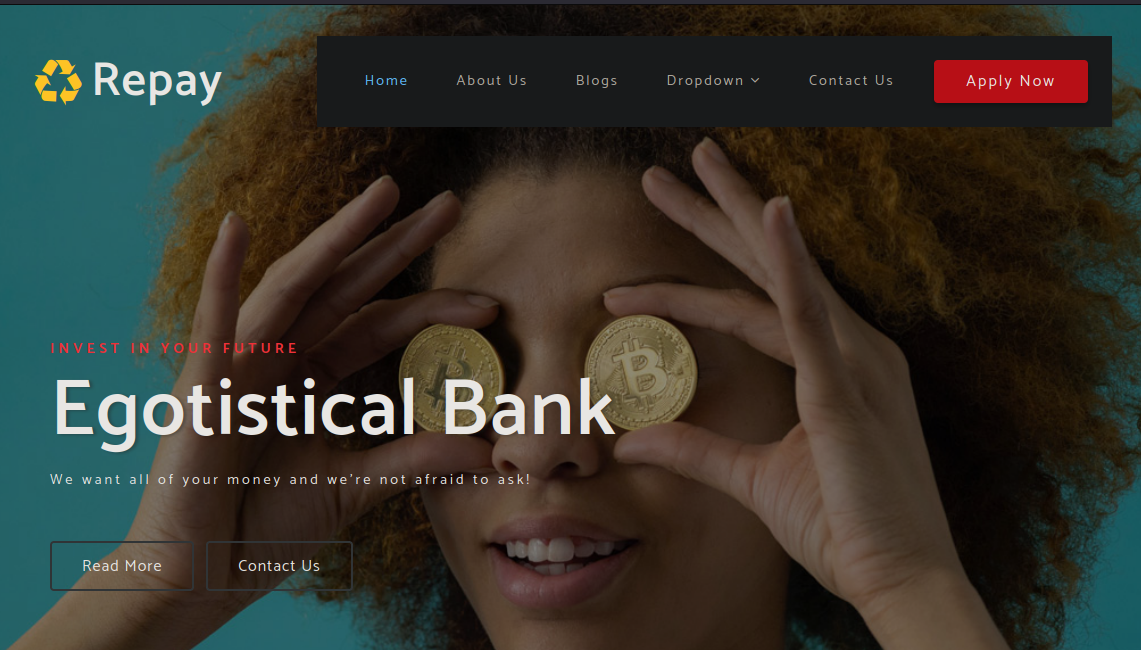 Repay
Home About Us Blogs Dropdown Contact Us Apply Now
INVEST IN YOUR FUTURE
Egotistical Bank
We want all of your money and we're not afraid to ask!
Read More Contact Us